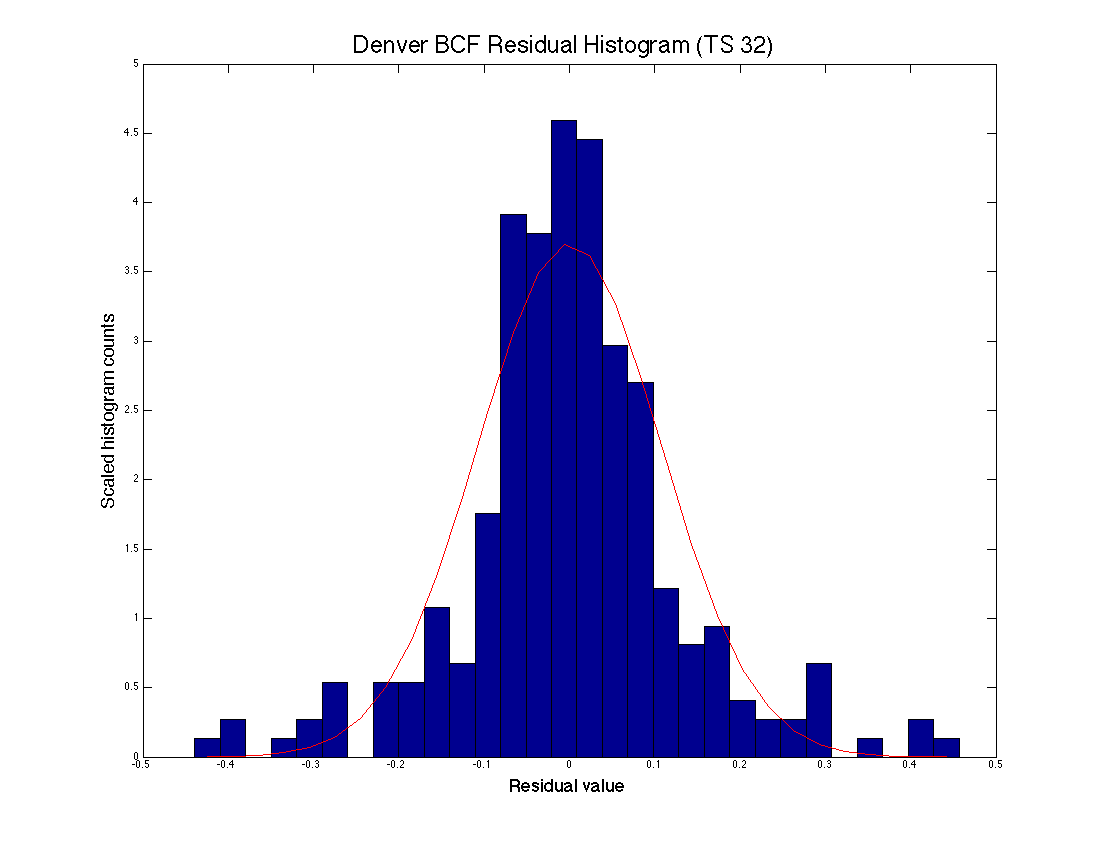 Denver BCF Residual Histogram (TS 32)
5
4.5
4
3.5
3
2.5
2
1.5
1
0.5
0
Scaled histogram counts
-0.5 -0.4 -0.3 -0.2 -0.1 0 0.1 0.2 0.3 0.4 0.5
Residual value